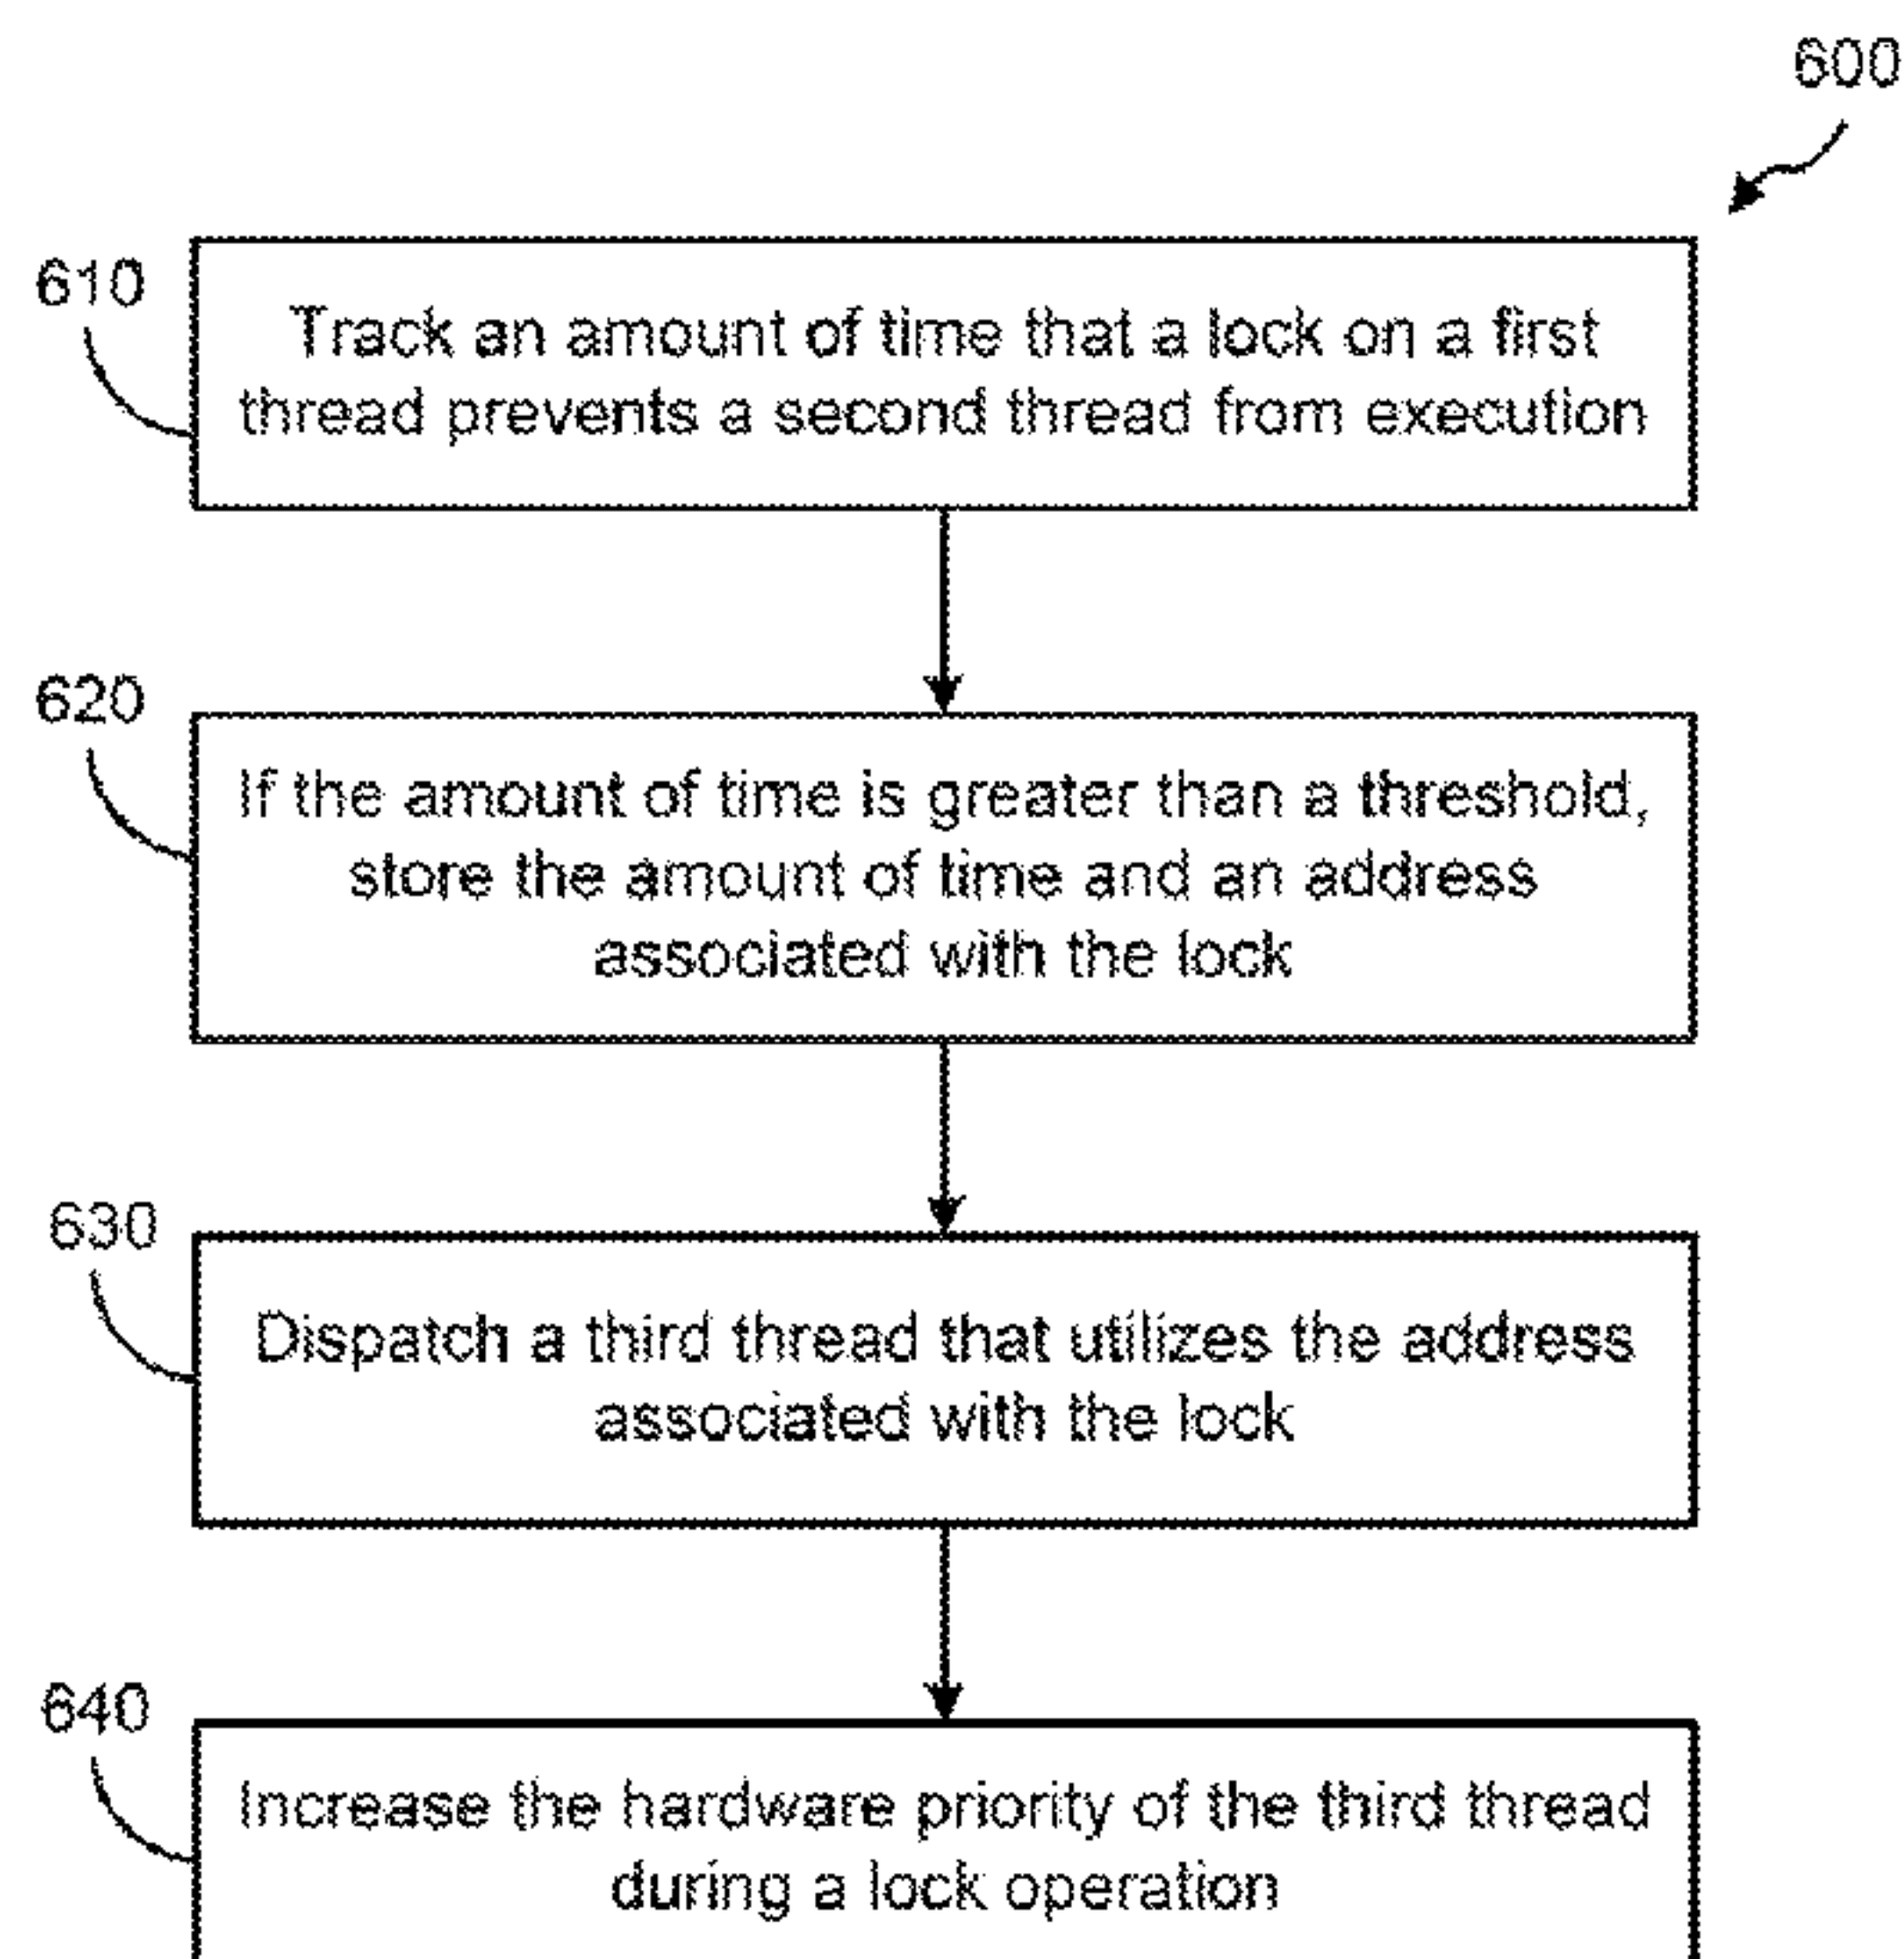 600
610
Track an amount of time that a lock on a first
thread prevents a second thread from execution
620
If the amount of time is greater than a threshold,
store the amount of time and an address
associated with the lock
630
Dispatch a third thread that utilizes the address
associated with the lock
640
Increase the hardware priority of the third thread
during a lock operation